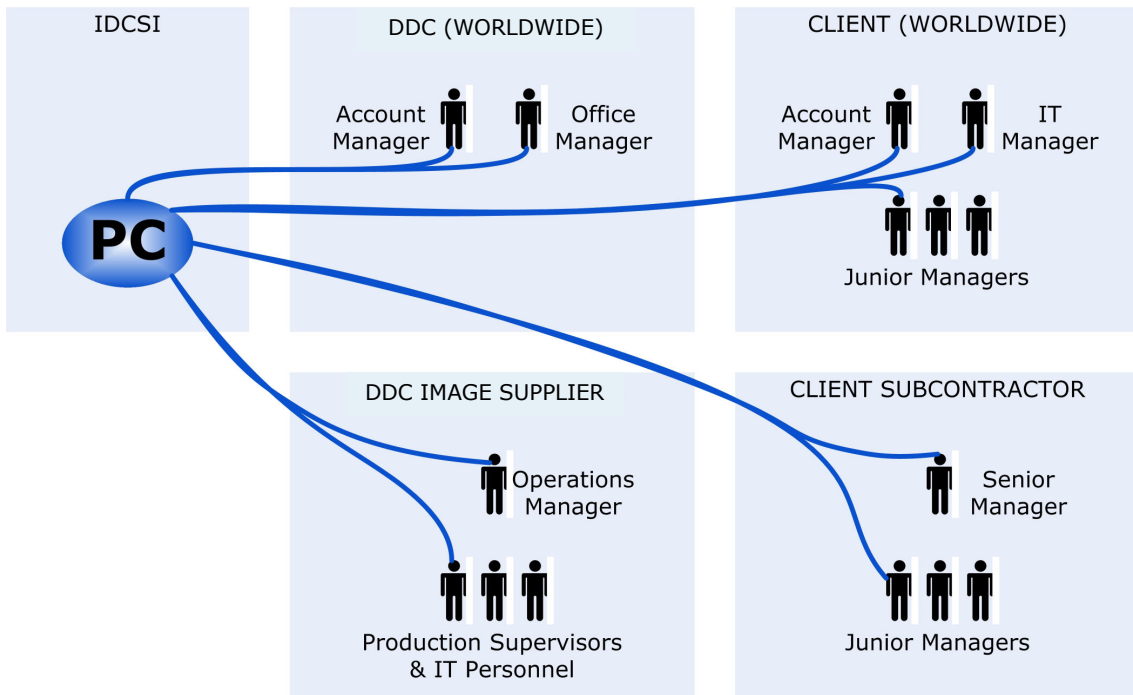 IDCSI
DDC (WORLDWIDE)
CLIENT (WORLDWIDE)
Account
Manager
Office
Manager
Account
Manager
IT
Manager
PC
Junior Managers
DDC IMAGE SUPPLIER
CLIENT SUBCONTRACTOR
Operations
Manager
Senior
Manager
Production Supervisors
& IT Personnel
Junior Managers